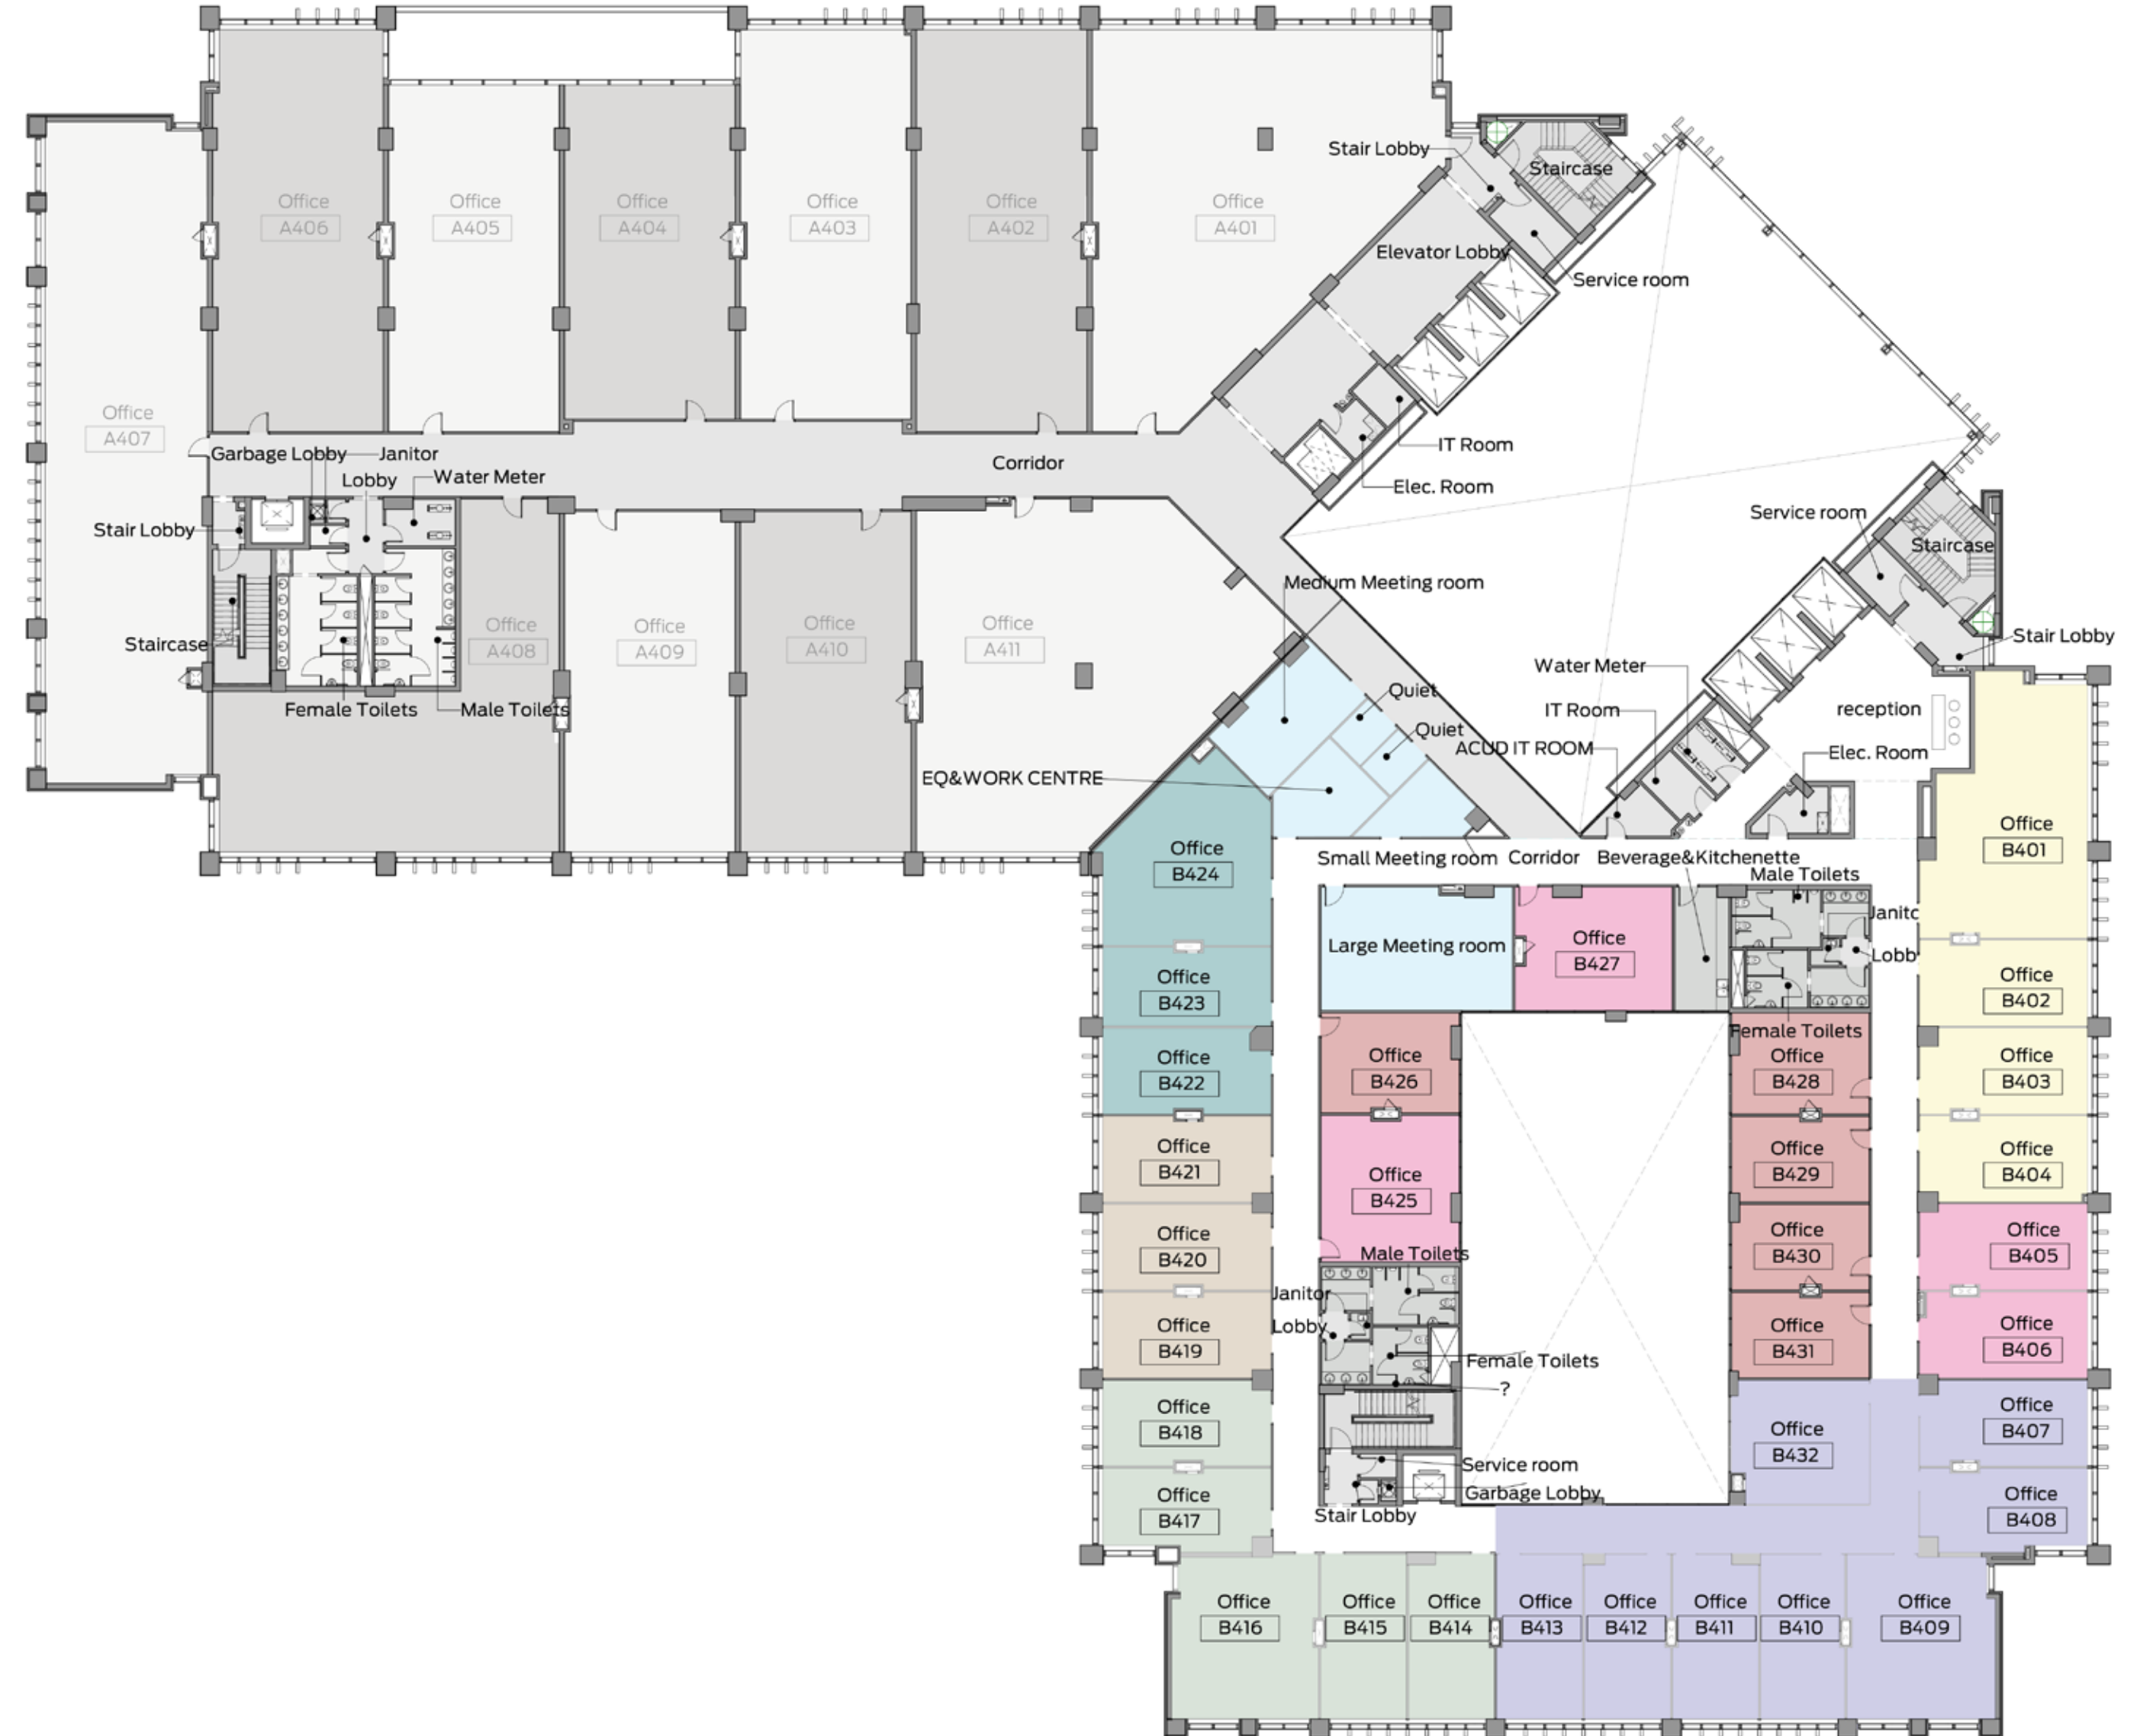 Office
A406
Office
A405
Office
A404
Office
A403
Office
A402
Office
A401
Stair Lobby
Staircase
Elevator Lobby
Service room
Office
A407
Garbage Lobby
Janitor
Lobby
Water Meter
Corridor
IT Room
Elec. Room
Stair Lobby
Staircase
Female Toilets
Male Toilets
Office
A408
Office
A409
Office
A410
Office
A411
Service room
Staircase
Stair Lobby
Medium Meeting room
Quiet
Quiet
Water Meter
IT Room
ACUD IT ROOM
reception
Elec. Room
EQ&WORK CENTRE
Small Meeting room
Corridor
Beverage&Kitchenette
Male Toilets
Janito
Lobb
Female Toilets
Office
B424
Office
B423
Office
B422
Office
B421
Office
B420
Office
B419
Office
B418
Office
B417
Large Meeting room
Office
B427
Office
B426
Office
B425
Male Toilets
Janitor
Lobby
Female Toilets
?
Service room
Garbage Lobby
Stair Lobby
Office
B428
Office
B429
Office
B430
Office
B431
Office
B432
Office
B401
Office
B402
Office
B403
Office
B404
Office
B405
Office
B406
Office
B407
Office
B408
Office
B416
Office
B415
Office
B414
Office
B413
Office
B412
Office
B411
Office
B410
Office
B409